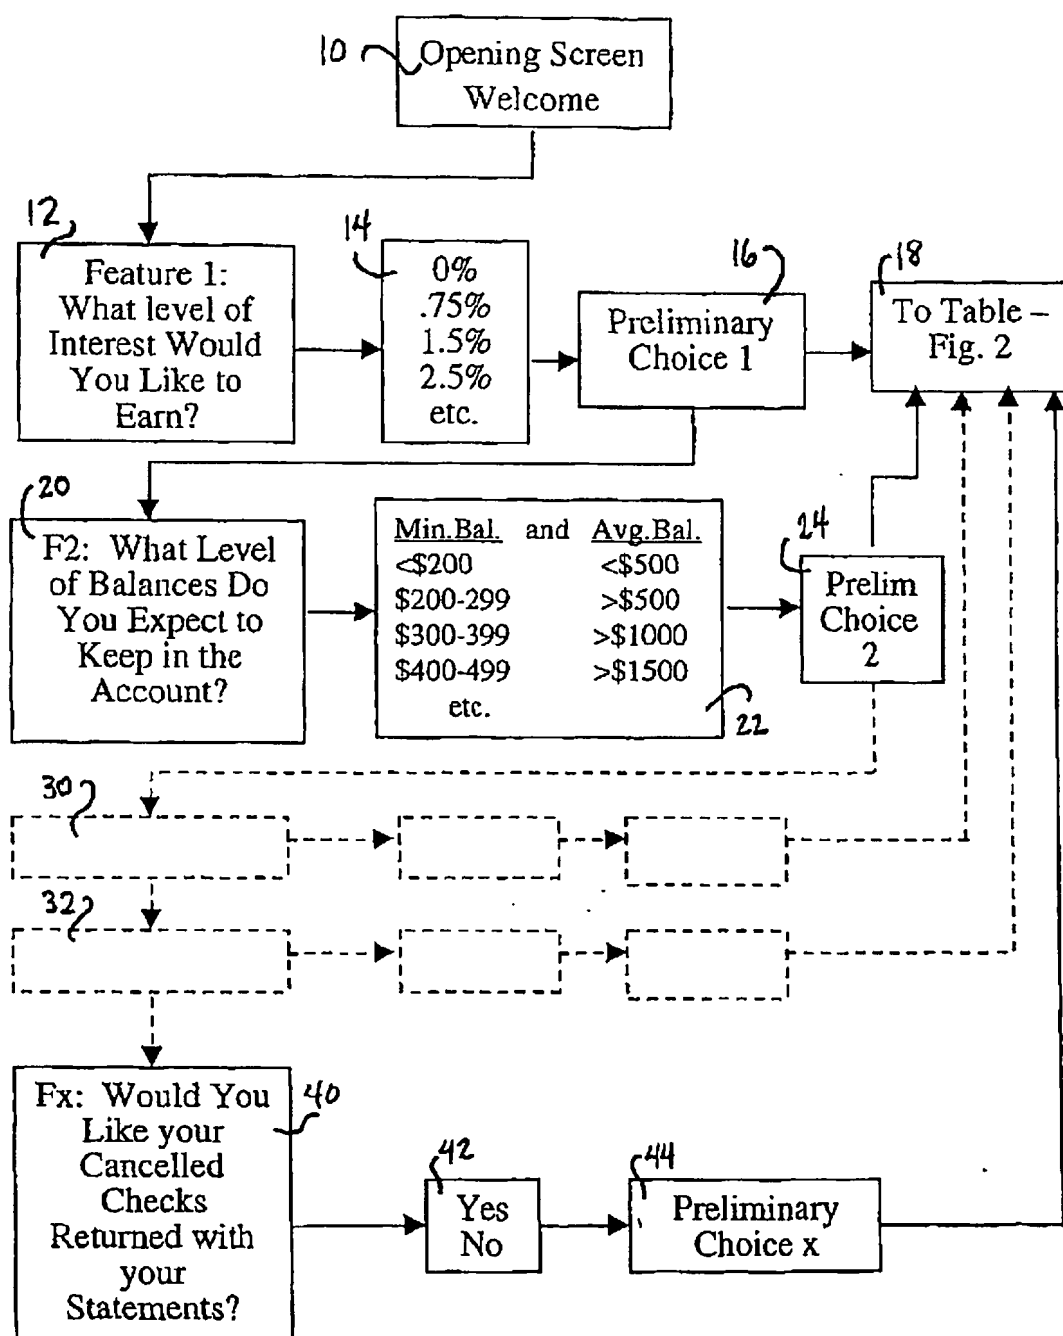 10
Opening Screen
Welcome
12
Feature 1:
What level of
Interest Would
You Like to
Earn?
14
0%
.75%
1.5%
2.5%
etc.
16
Preliminary
Choice 1
18
To Table –
Fig. 2
20
F2: What Level
of Balances Do
You Expect to
Keep in the
Account?
Min.Bal. and Avg.Bal.
<$200 <$500
$200-299 >$500
$300-399 >$1000
$400-499 >$1500
etc.
22
24
Prelim
Choice
2
30
32
Fx: Would You
Like your
Cancelled
Checks
Returned with
your
Statements?
40
42
Yes
No
44
Preliminary
Choice x